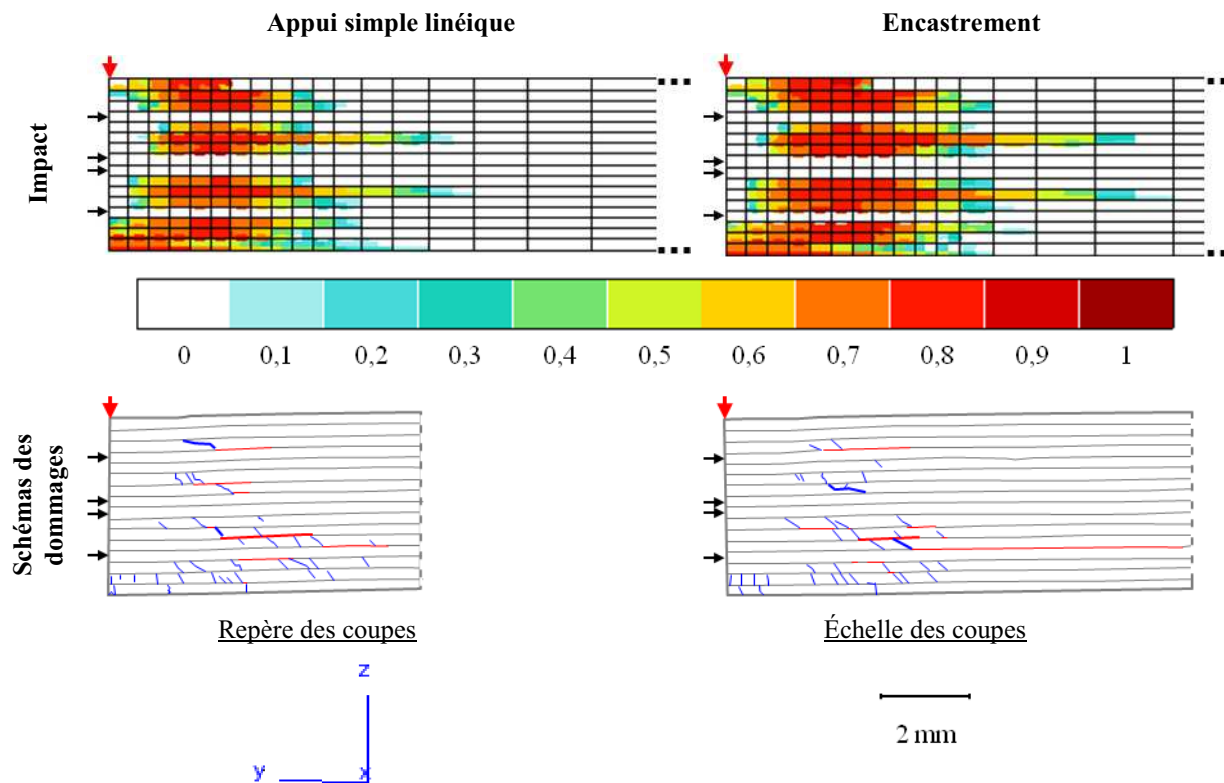 Appui simple linéique
Encastrement
Impact
0 0,1 0,2 0,3 0,4 0,5 0,6 0,7 0,8 0,9 1
Schémas des
dommages
Repère des coupes
Échelle des coupes
z
y
x
2 mm